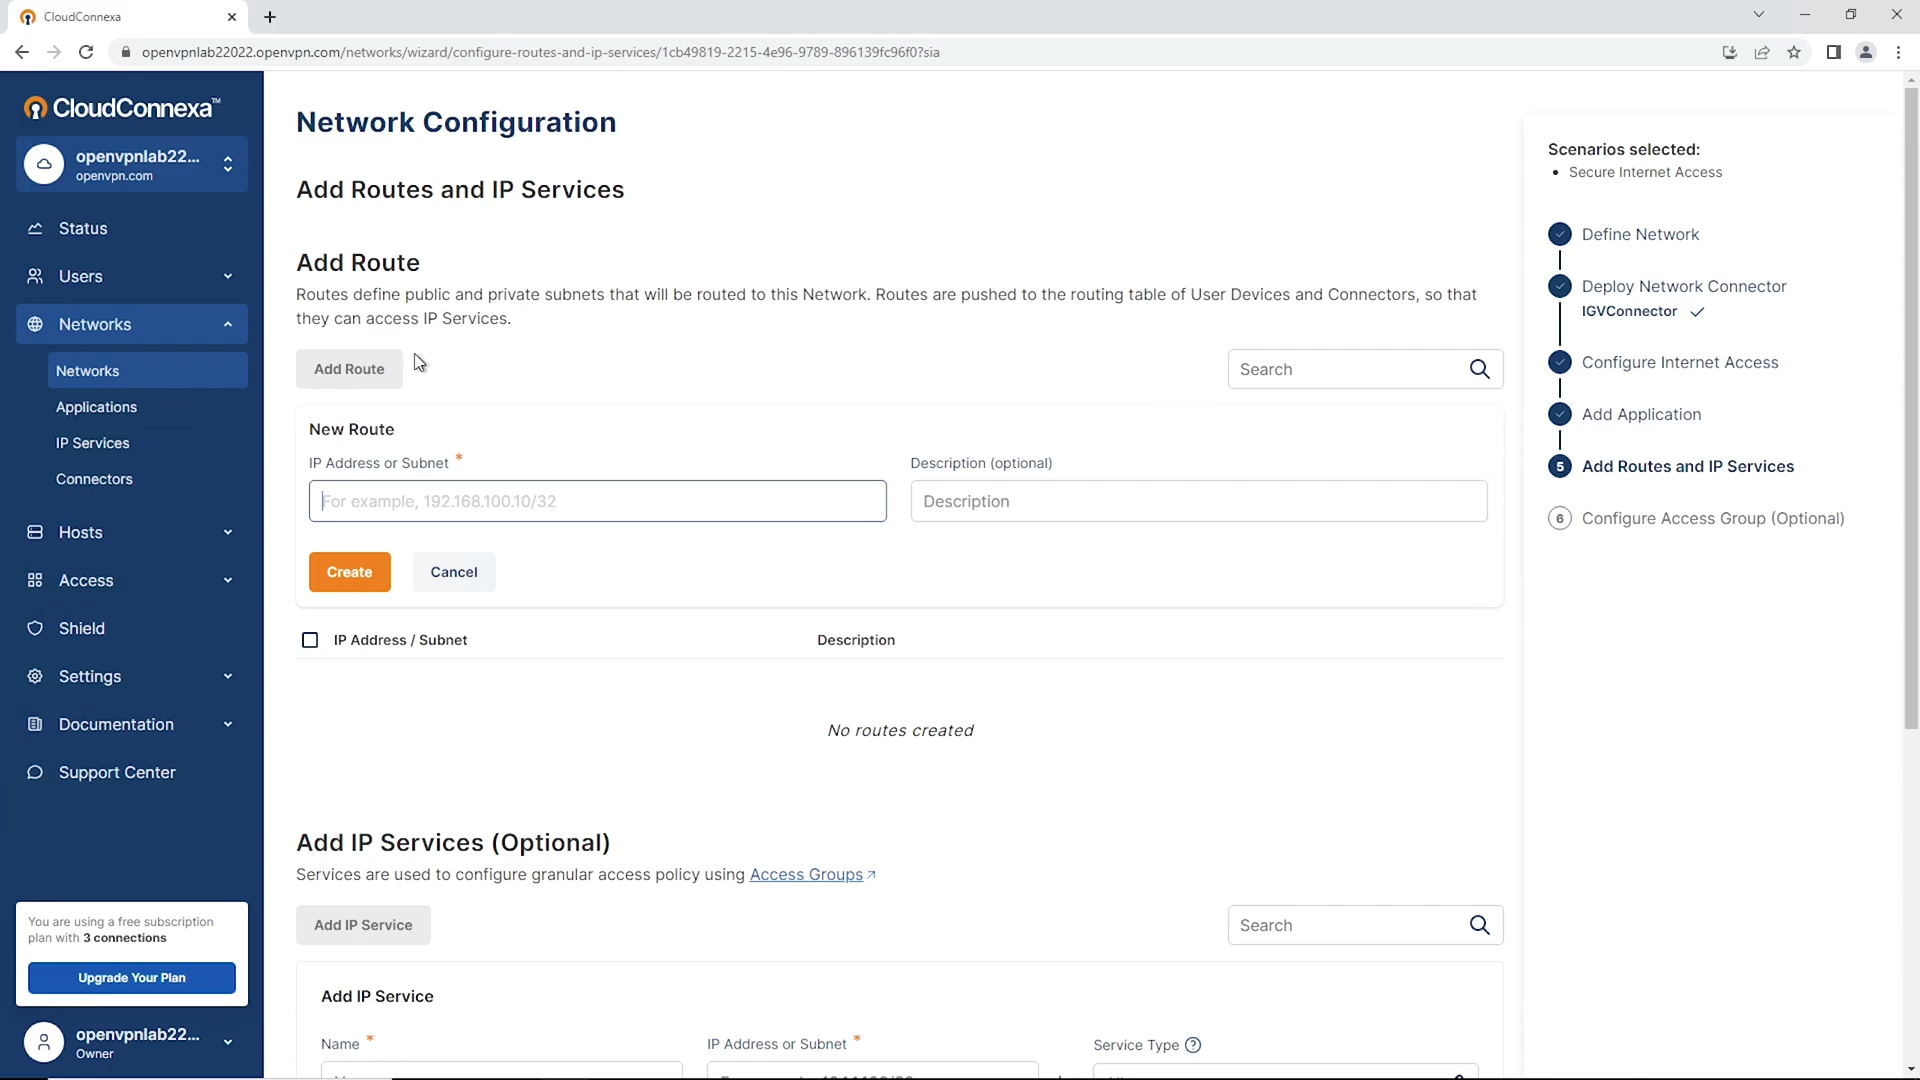 CloudConnexa
openvpnlab22022.openvpn.com/networks/wizard/configure-routes-and-ip-services/1cb49819-2215-4e96-9789-896139fc96f0?sia
CloudConnexa™
openvpnlab22...
openvpn.com
Status
Users
Networks
Networks
Applications
IP Services
Connectors
Hosts
Access
Shield
Settings
Documentation
Support Center
You are using a free subscription
plan with 3 connections
Upgrade Your Plan
openvpnlab22...
Owner
Network Configuration
Add Routes and IP Services
Add Route
Routes define public and private subnets that will be routed to this Network. Routes are pushed to the routing table of User Devices and Connectors, so that
they can access IP Services.
Add Route
Search
New Route
IP Address or Subnet *
Description (optional)
For example, 192.168.100.10/32
Description
Create
Cancel
IP Address / Subnet
Description
No routes created
Add IP Services (Optional)
Services are used to configure granular access policy using Access Groups
Add IP Service
Search
Add IP Service
Name *
IP Address or Subnet *
Service Type
Scenarios selected:
• Secure Internet Access
Define Network
Deploy Network Connector
IGVConnector
Configure Internet Access
Add Application
5 Add Routes and IP Services
6 Configure Access Group (Optional)